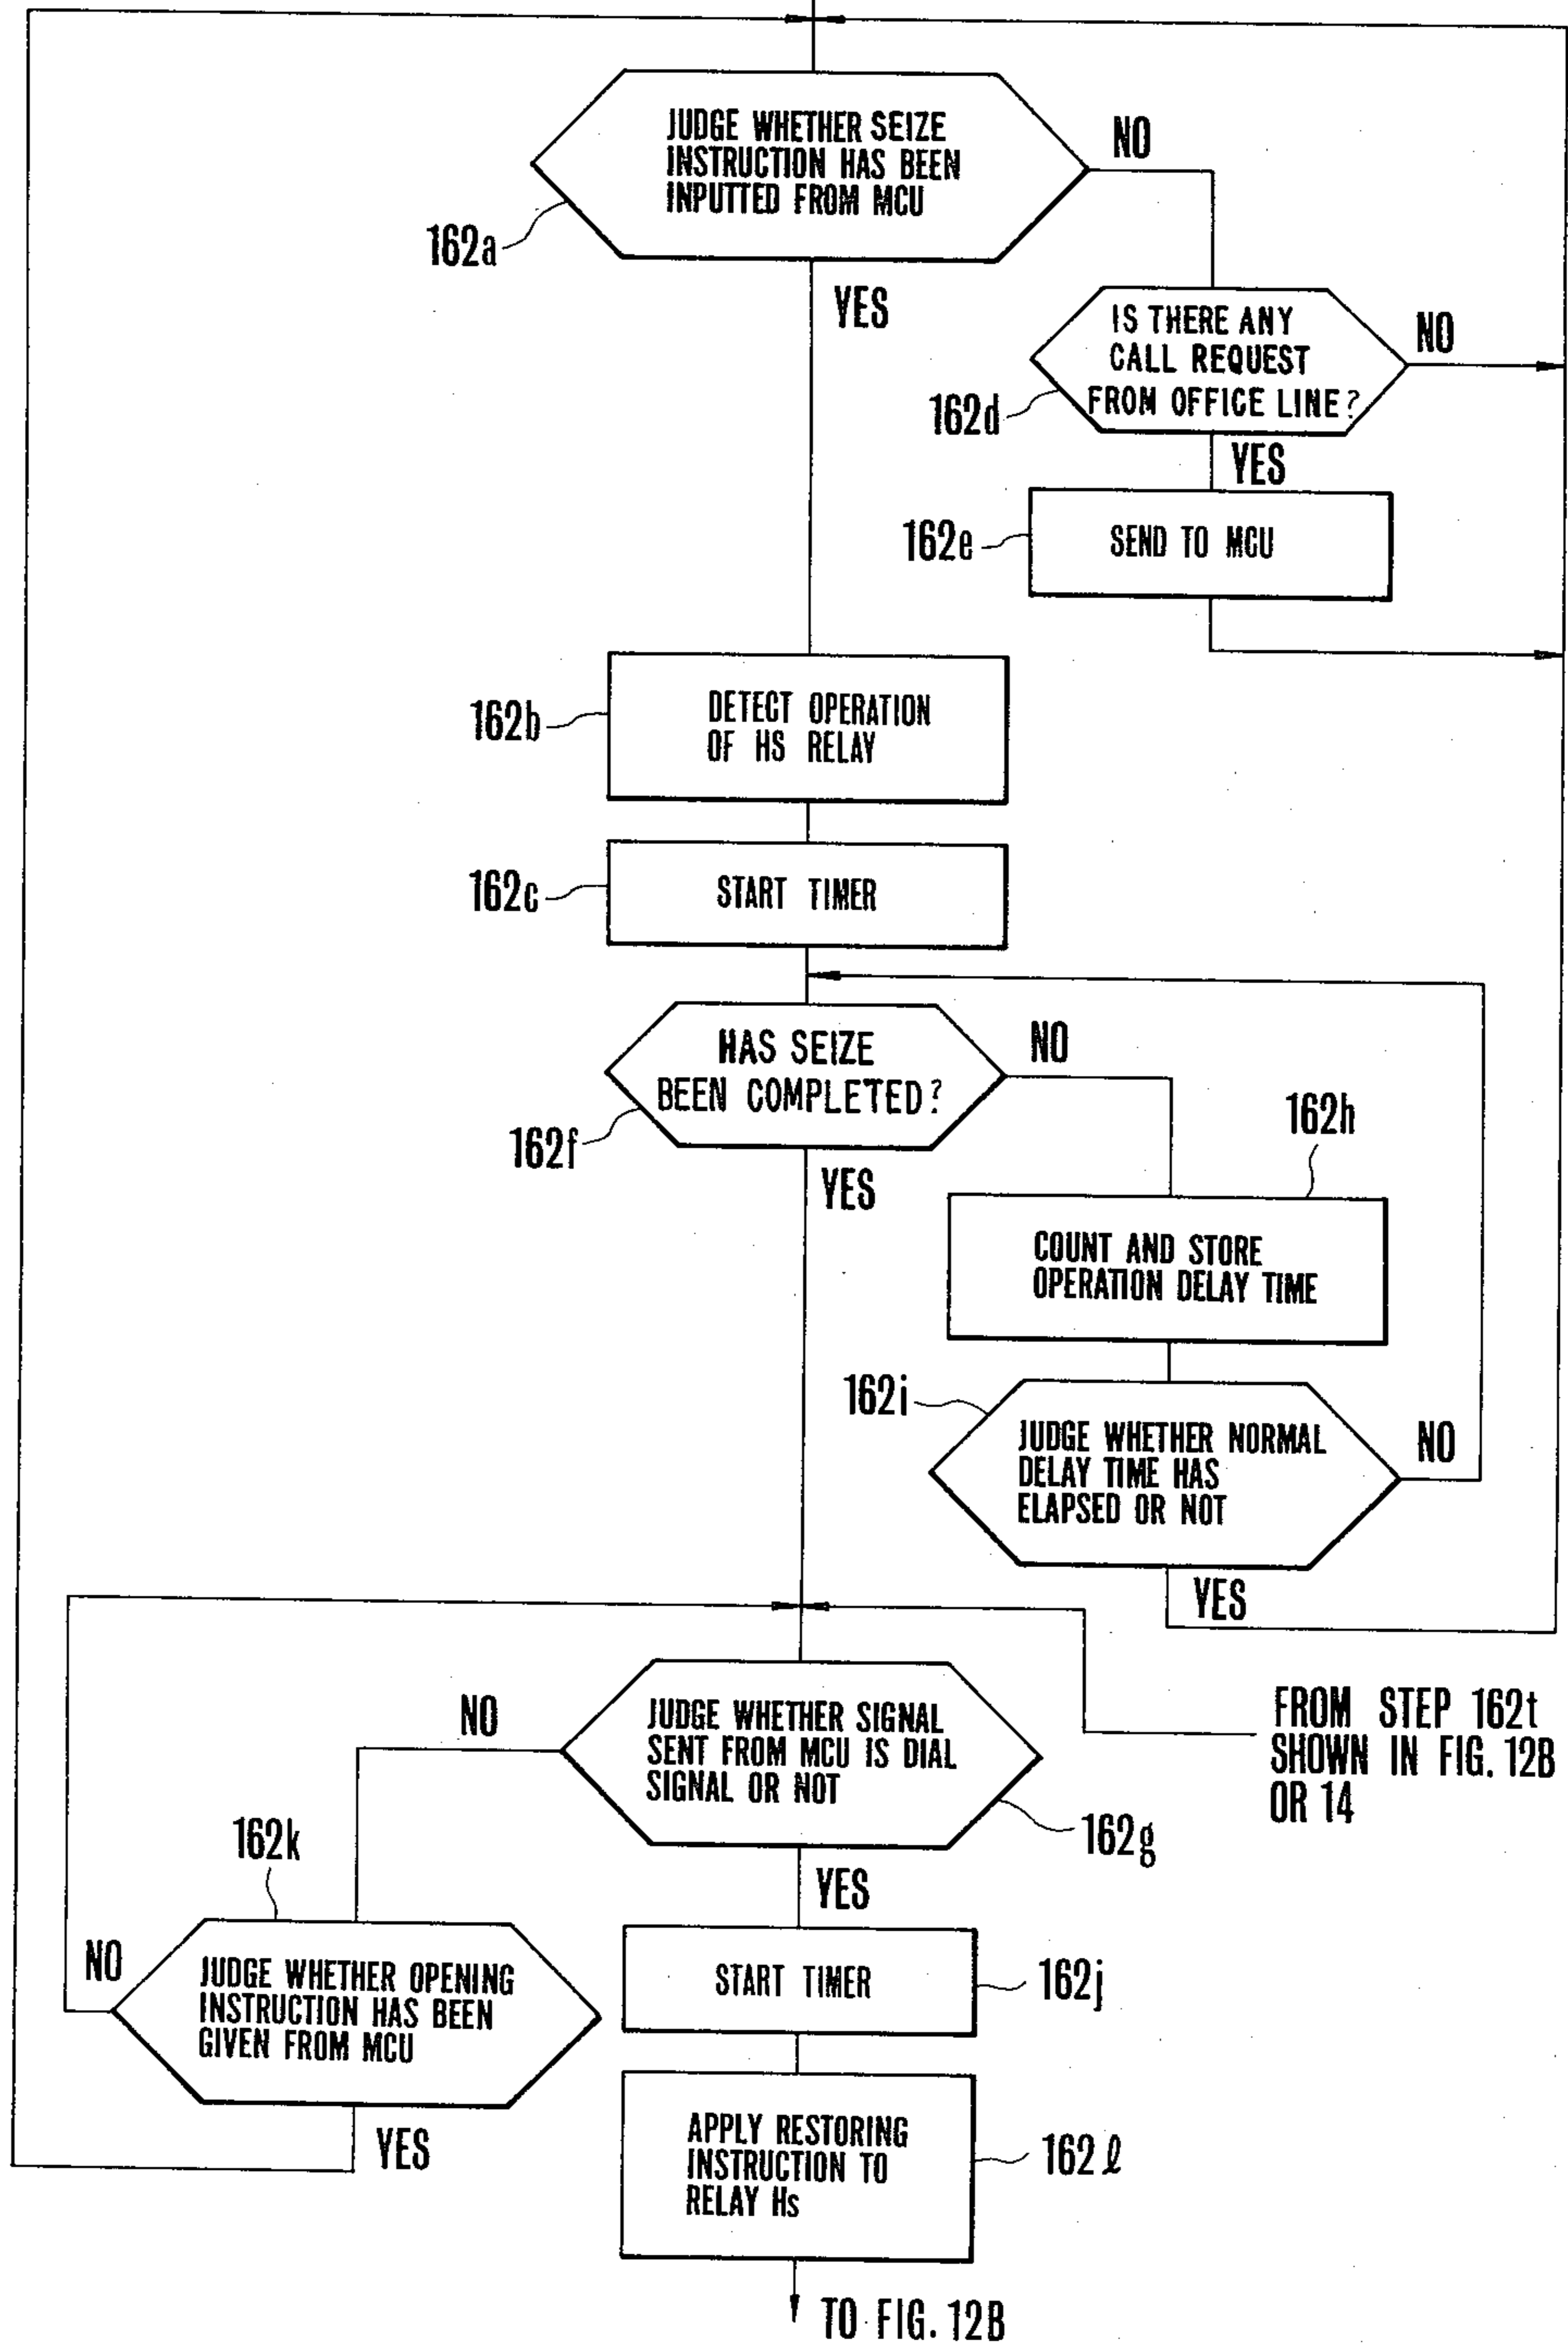 JUDGE WHETHER SEIZE
INSTRUCTION HAS BEEN
INPUTTED FROM MCU
NO
162a
YES
IS THERE ANY
CALL REQUEST
FROM OFFICE LINE?
NO
162d
YES
162e
SEND TO MCU
162b
DETECT OPERATION
OF HS RELAY
162c
START TIMER
HAS SEIZE
BEEN COMPLETED?
NO
162f
YES
162h
COUNT AND STORE
OPERATION DELAY TIME
162i
JUDGE WHETHER NORMAL
DELAY TIME HAS
ELAPSED OR NOT
NO
YES
NO
JUDGE WHETHER SIGNAL
SENT FROM MCU IS DIAL
SIGNAL OR NOT
FROM STEP 162t
SHOWN IN FIG. 12B
OR 14
162g
YES
162k
NO
JUDGE WHETHER OPENING
INSTRUCTION HAS BEEN
GIVEN FROM MCU
YES
START TIMER
162j
APPLY RESTORING
INSTRUCTION TO
RELAY Hs
162ℓ
TO FIG. 12B